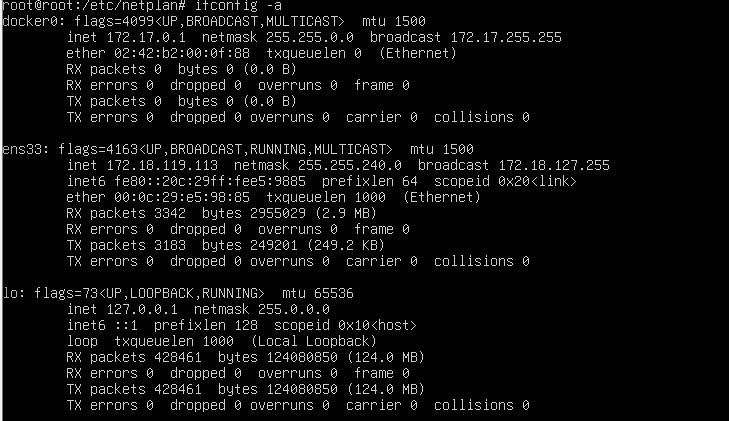 root@root:/etc/netplan# ifconfig -a
docker0: flags=4099<UP,BROADCAST,MULTICAST>  mtu 1500
        inet 172.17.0.1  netmask 255.255.0.0  broadcast 172.17.255.255
        ether 02:42:b2:00:0f:88  txqueuelen 0  (Ethernet)
        RX packets 0  bytes 0 (0.0 B)
        RX errors 0  dropped 0  overruns 0  frame 0
        TX packets 0  bytes 0 (0.0 B)
        TX errors 0  dropped 0 overruns 0  carrier 0  collisions 0

ens33: flags=4163<UP,BROADCAST,RUNNING,MULTICAST>  mtu 1500
        inet 172.18.119.113  netmask 255.255.240.0  broadcast 172.18.127.255
        inet6 fe80::20c:29ff:fee5:9885  prefixlen 64  scopeid 0x20<link>
        ether 00:0c:29:e5:98:85  txqueuelen 1000  (Ethernet)
        RX packets 3342  bytes 2955029 (2.9 MB)
        RX errors 0  dropped 0  overruns 0  frame 0
        TX packets 3183  bytes 249201 (249.2 KB)
        TX errors 0  dropped 0 overruns 0  carrier 0  collisions 0

lo: flags=73<UP,LOOPBACK,RUNNING>  mtu 65536
        inet 127.0.0.1  netmask 255.0.0.0
        inet6 ::1  prefixlen 128  scopeid 0x10<host>
        loop  txqueuelen 1000  (Local Loopback)
        RX packets 428461  bytes 124080850 (124.0 MB)
        RX errors 0  dropped 0  overruns 0  frame 0
        TX packets 428461  bytes 124080850 (124.0 MB)
        TX errors 0  dropped 0 overruns 0  carrier 0  collisions 0